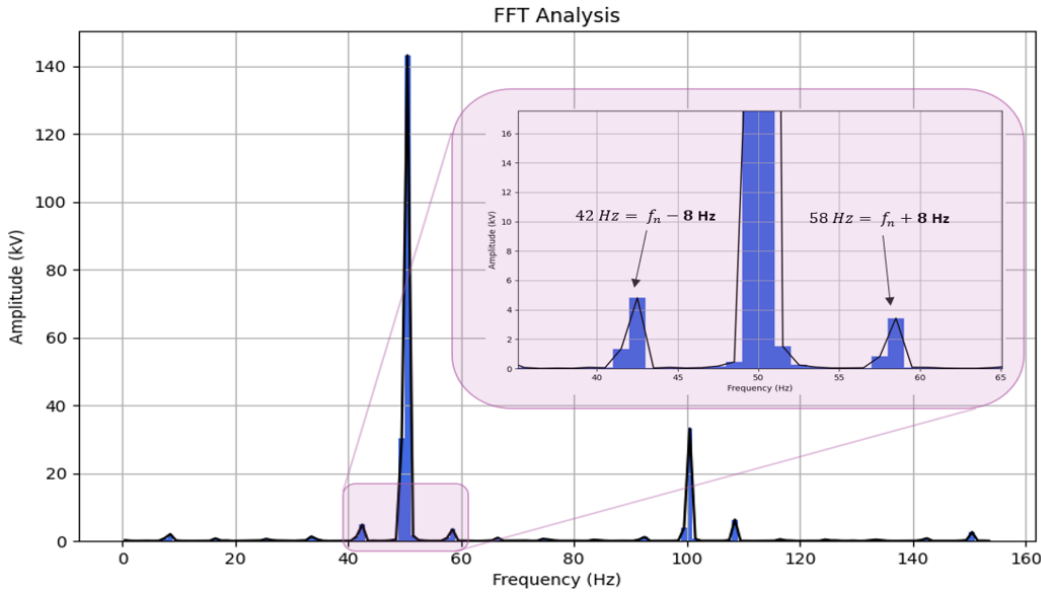 FFT Analysis
Amplitude (kV)
140
120
100
80
60
40
20
0
16
14
12
10
8
6
4
2
0
Amplitude (kV)
42 Hz = fₙ − 8 Hz
58 Hz = fₙ + 8 Hz
40 45 50 55 60 65
Frequency (Hz)
0 20 40 60 80 100 120 140 160
Frequency (Hz)